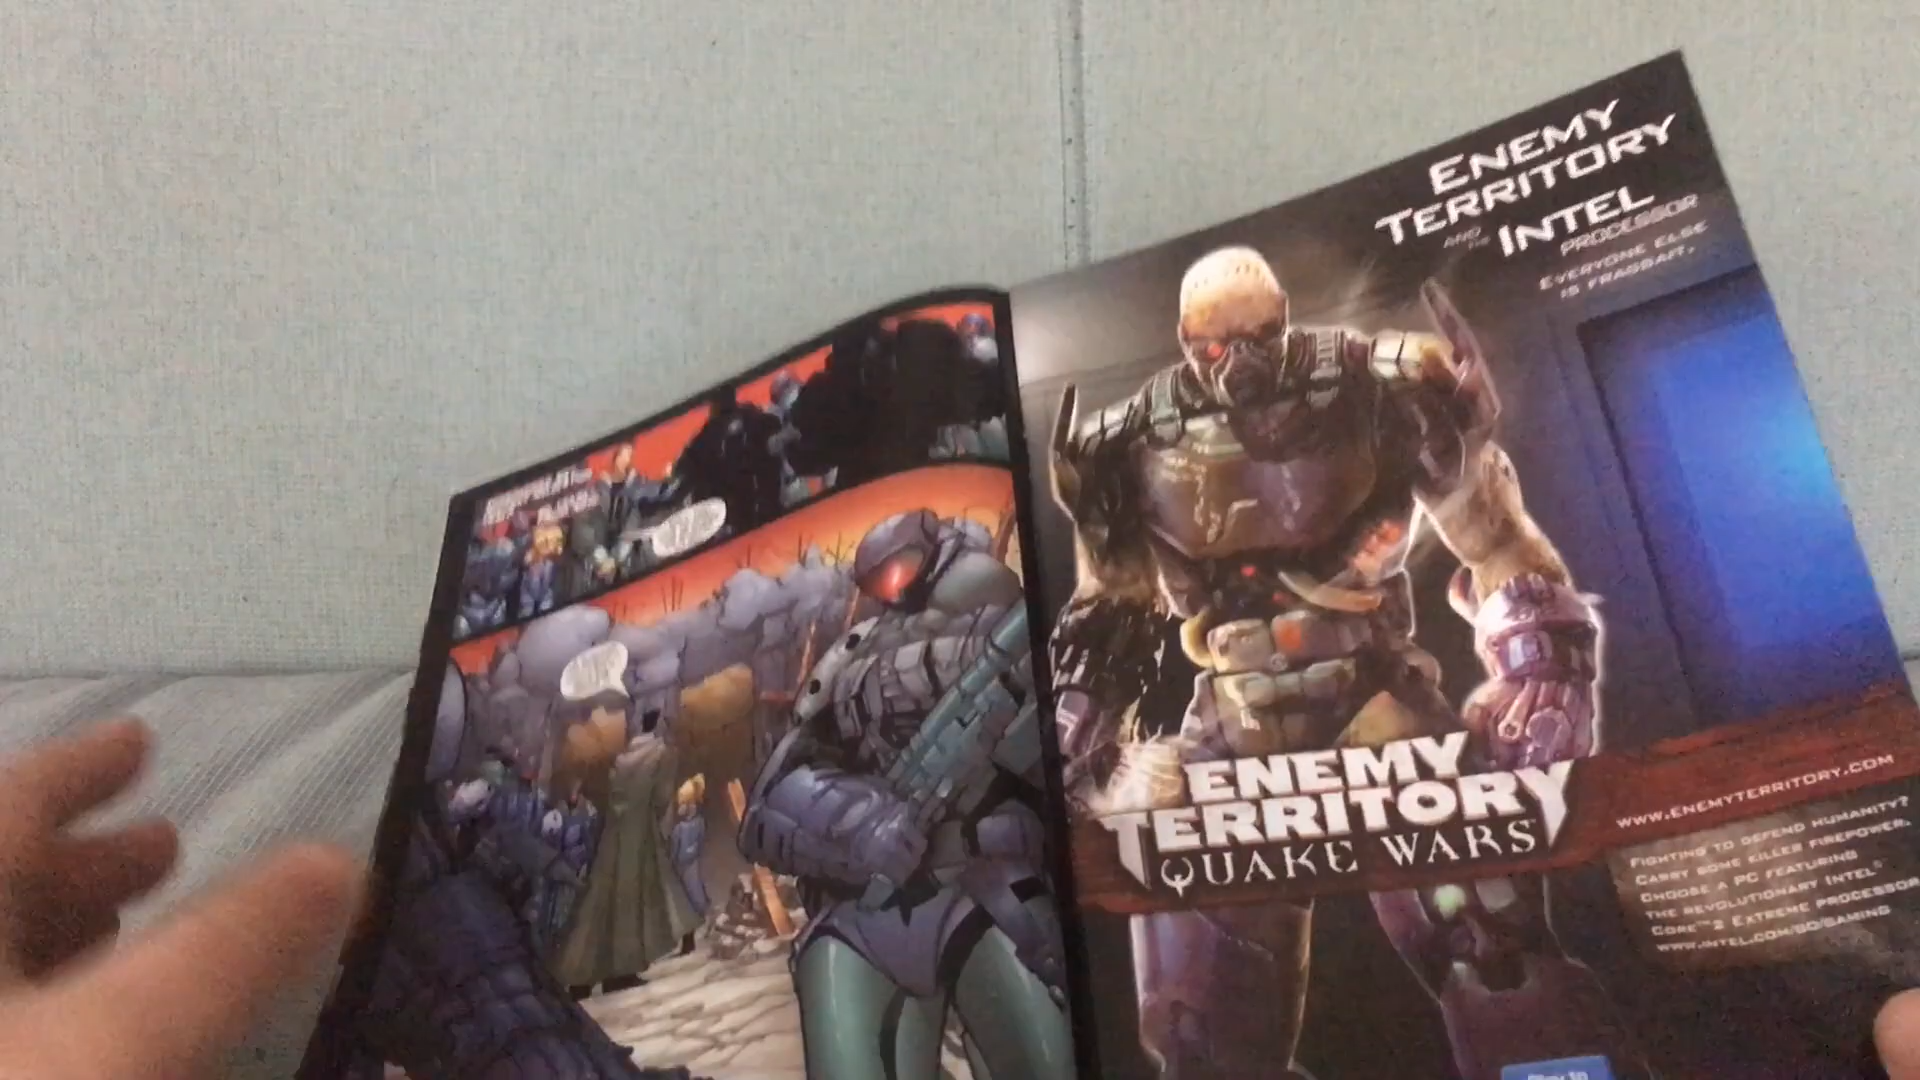 ENEMY
TERRITORY
AND THE INTEL
PROCESSOR
EVERYONE ELSE
IS FRAGBAIT.
ENEMY
TERRITORY
QUAKE WARS
WWW.ENEMYTERRITORY.COM
FIGHTING TO DEFEND HUMANITY?
CARRY SOME KILLER FIREPOWER.
CHOOSE A PC FEATURING
THE REVOLUTIONARY INTEL®
CORE™2 EXTREME PROCESSOR
WWW.INTEL.COM/GO/GAMING